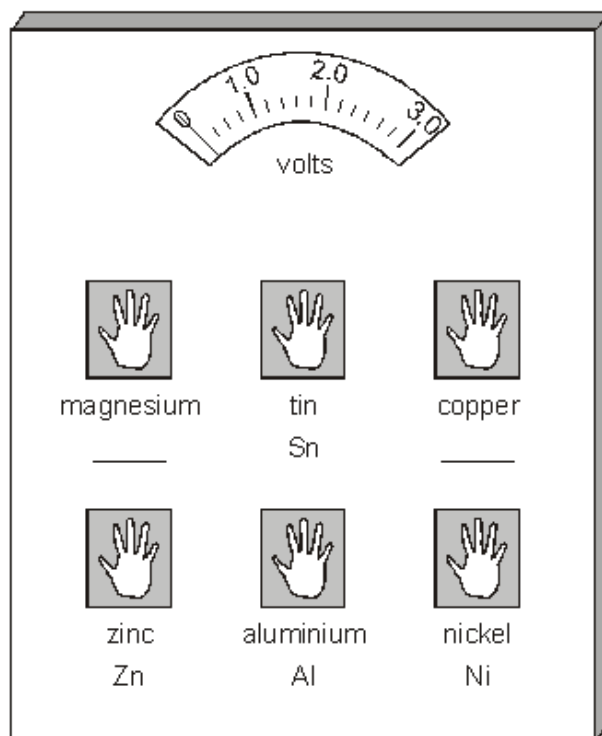 0 1.0 2.0 3.0
volts
magnesium tin copper
Sn
zinc aluminium nickel
Zn Al Ni